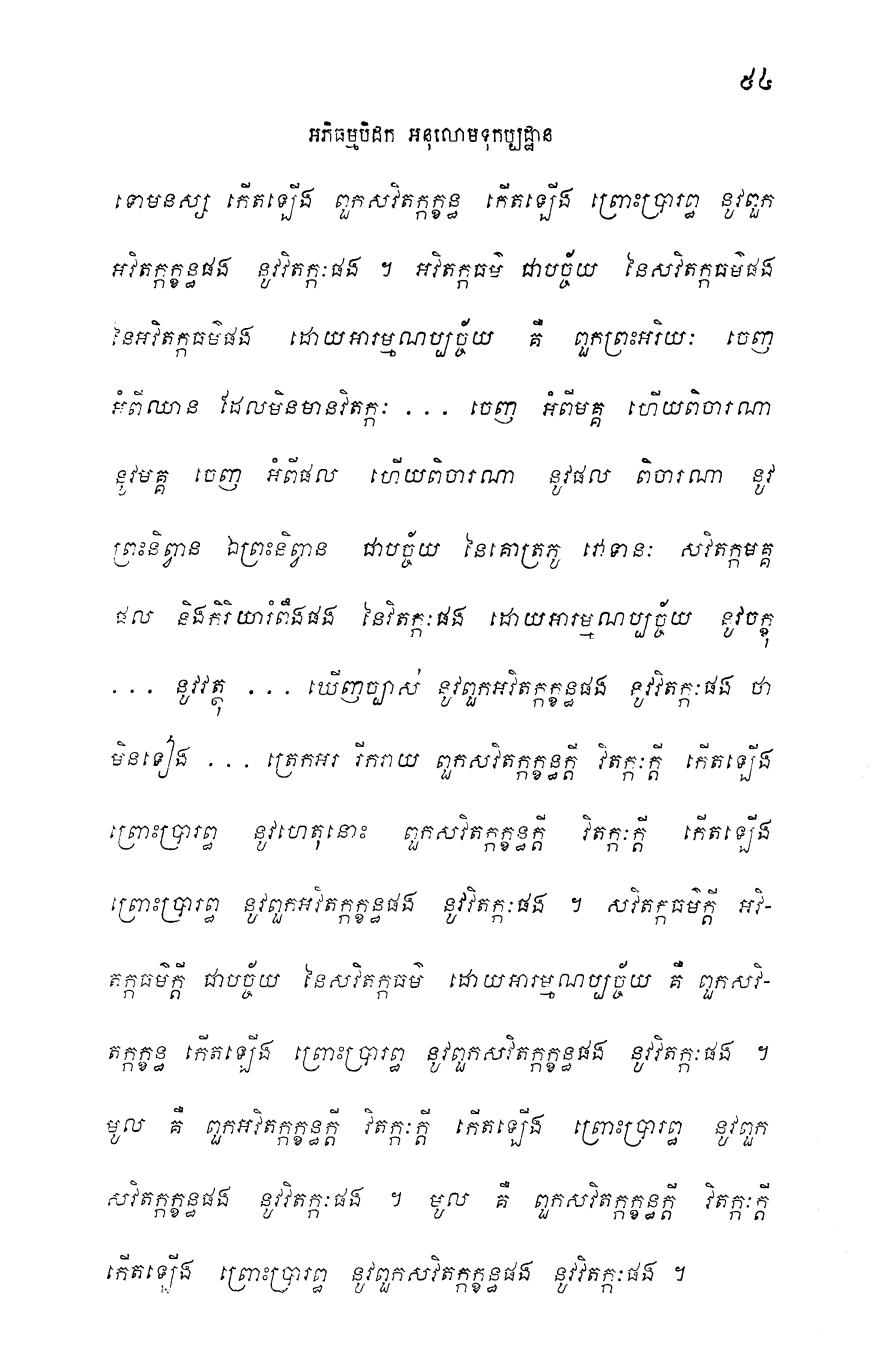 ៩៤
អភិធម្មបិដក អនុលោមទុកប្បដ្ឋាន
ទោមនស្ស កើតឡើង ពួកសវិតក្កក្ខន្ធ កើតឡើង ព្រោះប្រារព្ធ នូវពួក
អវិតក្កក្ខន្ធផង នូវវិតក្កៈផង ។ អវិតក្កធម៌ ជាបច្ច័យ នៃសវិតក្កធម៌ផង
នៃអវិតក្កធម៌ផង ដោយអារម្មណប្បច្ច័យ គឺ ពួកព្រះអរិយៈ ចេញ
អំពីឈាន ដែលមិនមានវិតក្កៈ ... ចេញ អំពីមគ្គ ហើយពិចារណា
នូវមគ្គ ចេញ អំពីផល ហើយពិចារណា នូវផល ពិចារណា នូវ
ព្រះនិព្វាន ឯព្រះនិព្វាន ជាបច្ច័យ នៃគោត្រភូ វោទានៈ សវិតក្កមគ្គ
ផល និងកិរិយារំពឹងផង នៃវិតក្កៈផង ដោយអារម្មណប្បច្ច័យ នូវចក្ខុ
... នូវវត្ថុ ... ឃើញច្បាស់ នូវពួកអវិតក្កក្ខន្ធផង នូវវិតក្កៈផង ថា
មិនទៀង ... ត្រេកអរ រីករាយ ពួកសវិតក្កក្ខន្ធក្តី វិតក្កៈក្តី កើតឡើង
ព្រោះប្រារព្ធ នូវហេតុនោះ ពួកសវិតក្កក្ខន្ធក្តី វិតក្កៈក្តី កើតឡើង
ព្រោះប្រារព្ធ នូវពួកអវិតក្កក្ខន្ធផង នូវវិតក្កៈផង ។ សវិតក្កធម៌ក្តី អវិ-
តក្កធម៌ក្តី ជាបច្ច័យ នៃសវិតក្កធម៌ ដោយអារម្មណប្បច្ច័យ គឺ ពួកសវិ-
តក្កក្ខន្ធ កើតឡើង ព្រោះប្រារព្ធ នូវពួកសវិតក្កក្ខន្ធផង នូវវិតក្កៈផង ។
មូល គឺ ពួកអវិតក្កក្ខន្ធក្តី វិតក្កៈក្តី កើតឡើង ព្រោះប្រារព្ធ នូវពួក
សវិតក្កក្ខន្ធផង នូវវិតក្កៈផង ។ មូល គឺ ពួកសវិតក្កក្ខន្ធក្តី វិតក្កៈក្តី
កើតឡើង ព្រោះប្រារព្ធ នូវពួកសវិតក្កក្ខន្ធផង នូវវិតក្កៈផង ។